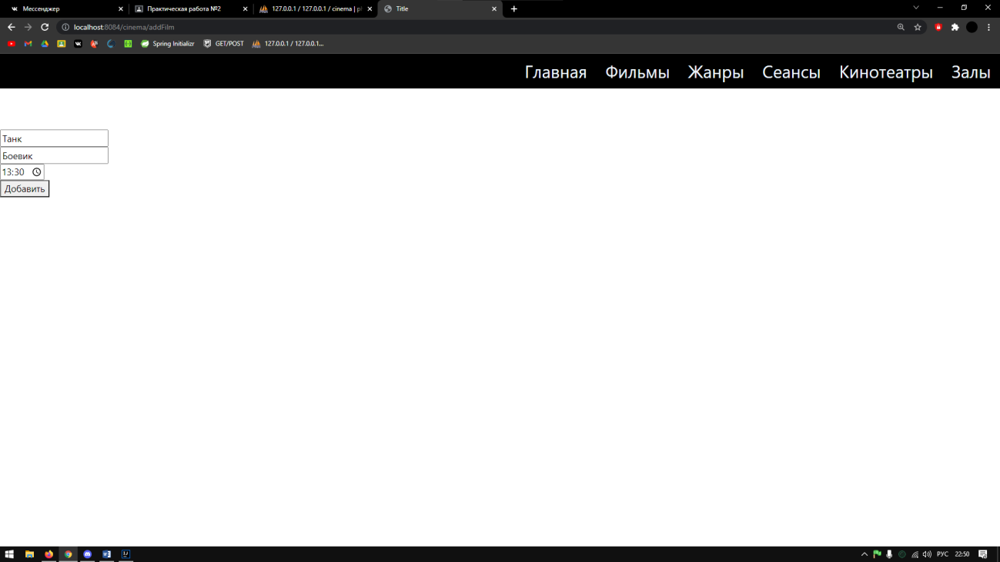 Мессенджер
Практическая работа №2
127.0.0.1 / 127.0.0.1 / cinema | pl
Title
localhost:8084/cinema/addFilm
Spring Initializr
GET/POST
127.0.0.1 / 127.0.0.1...
Главная Фильмы Жанры Сеансы Кинотеатры Залы
Танк
Боевик
13:30
Добавить
РУС 22:50